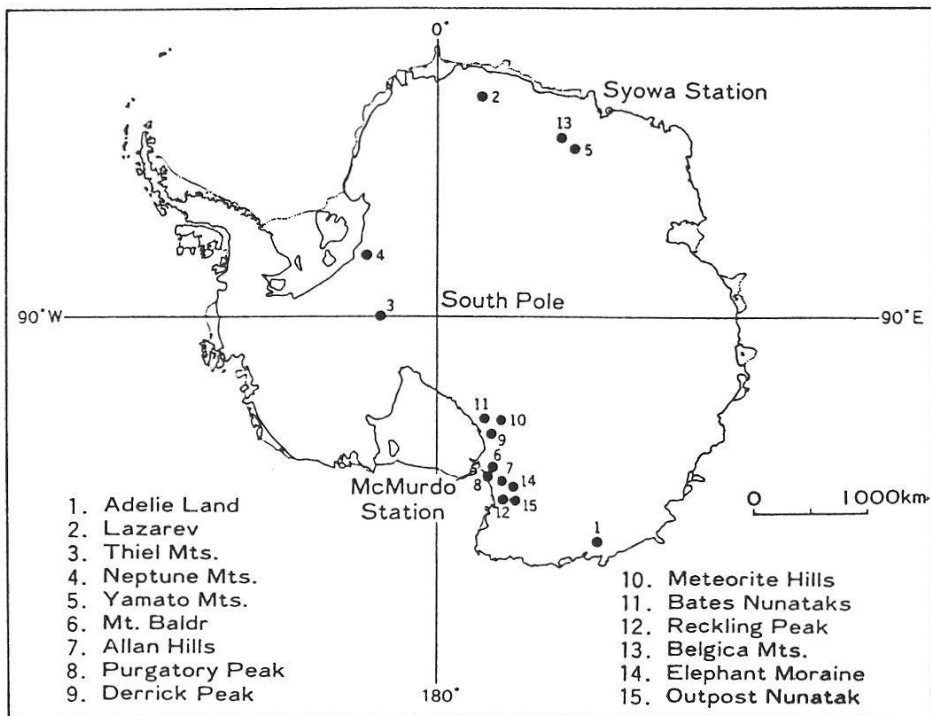 0°
2
Syowa Station
13
5
4
3
South Pole
90°W
90°E
11
10
9
6
7
8
14
McMurdo
Station
12
15
0 1000km
1
1. Adelie Land
2. Lazarev
3. Thiel Mts.
4. Neptune Mts.
5. Yamato Mts.
6. Mt. Baldr
7. Allan Hills
8. Purgatory Peak
9. Derrick Peak
180°
10. Meteorite Hills
11. Bates Nunataks
12. Reckling Peak
13. Belgica Mts.
14. Elephant Moraine
15. Outpost Nunatak